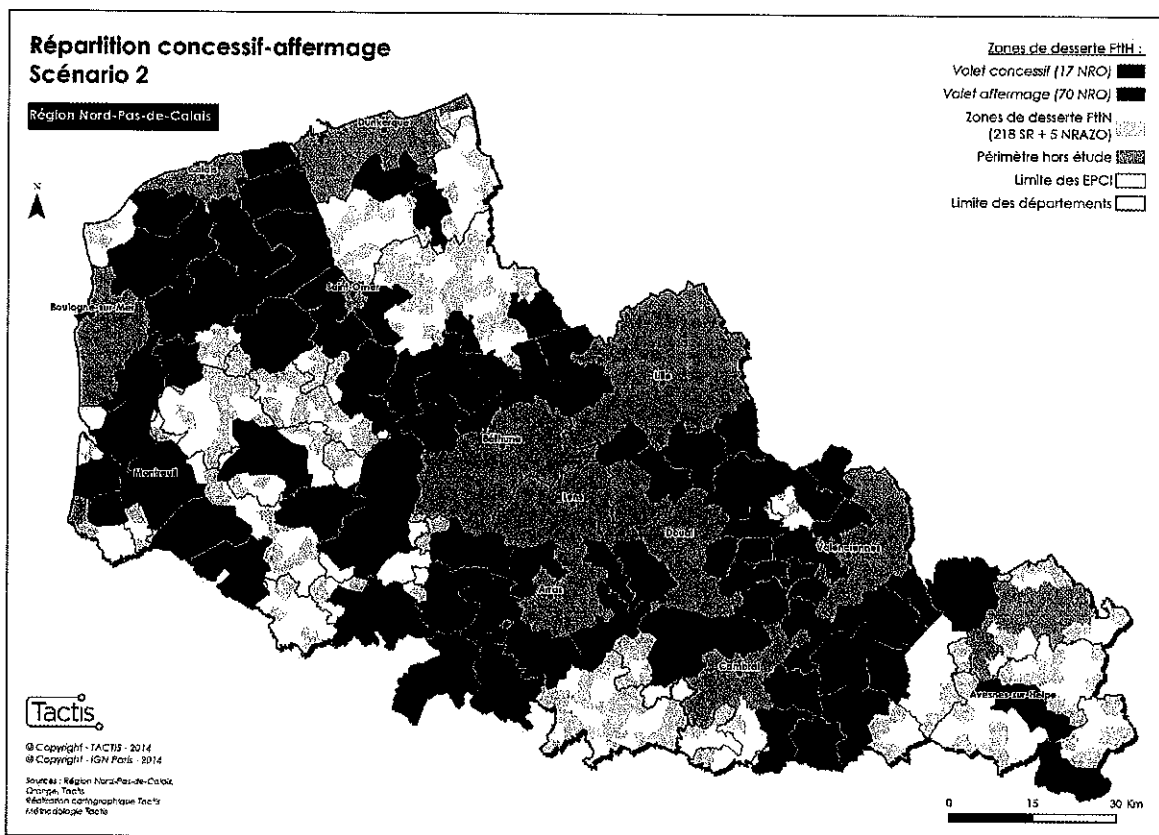 Répartition concessif-affermage
Scénario 2
Région Nord-Pas-de-Calais
Zones de desserte FttH :
Volet concessif (17 NRO)
Volet affermage (70 NRO)
Zones de desserte FttN
(218 SR + 5 NRAZO)
Périmètre hors étude
Limite des EPCI
Limite des départements
N
Dunkerque
Calais
Saint-Omer
Boulogne-sur-Mer
Lille
Béthune
Montreuil
Lens
Douai
Valenciennes
Arras
Cambrai
Avesnes-sur-Helpe
Tactis
© Copyright - TACTIS - 2014
© Copyright - IGN Paris - 2014
Sources : Région Nord-Pas-de-Calais,
Orange, Tactis
Réalisation cartographique Tactis
Méthodologie Tactis
0 15 30 Km